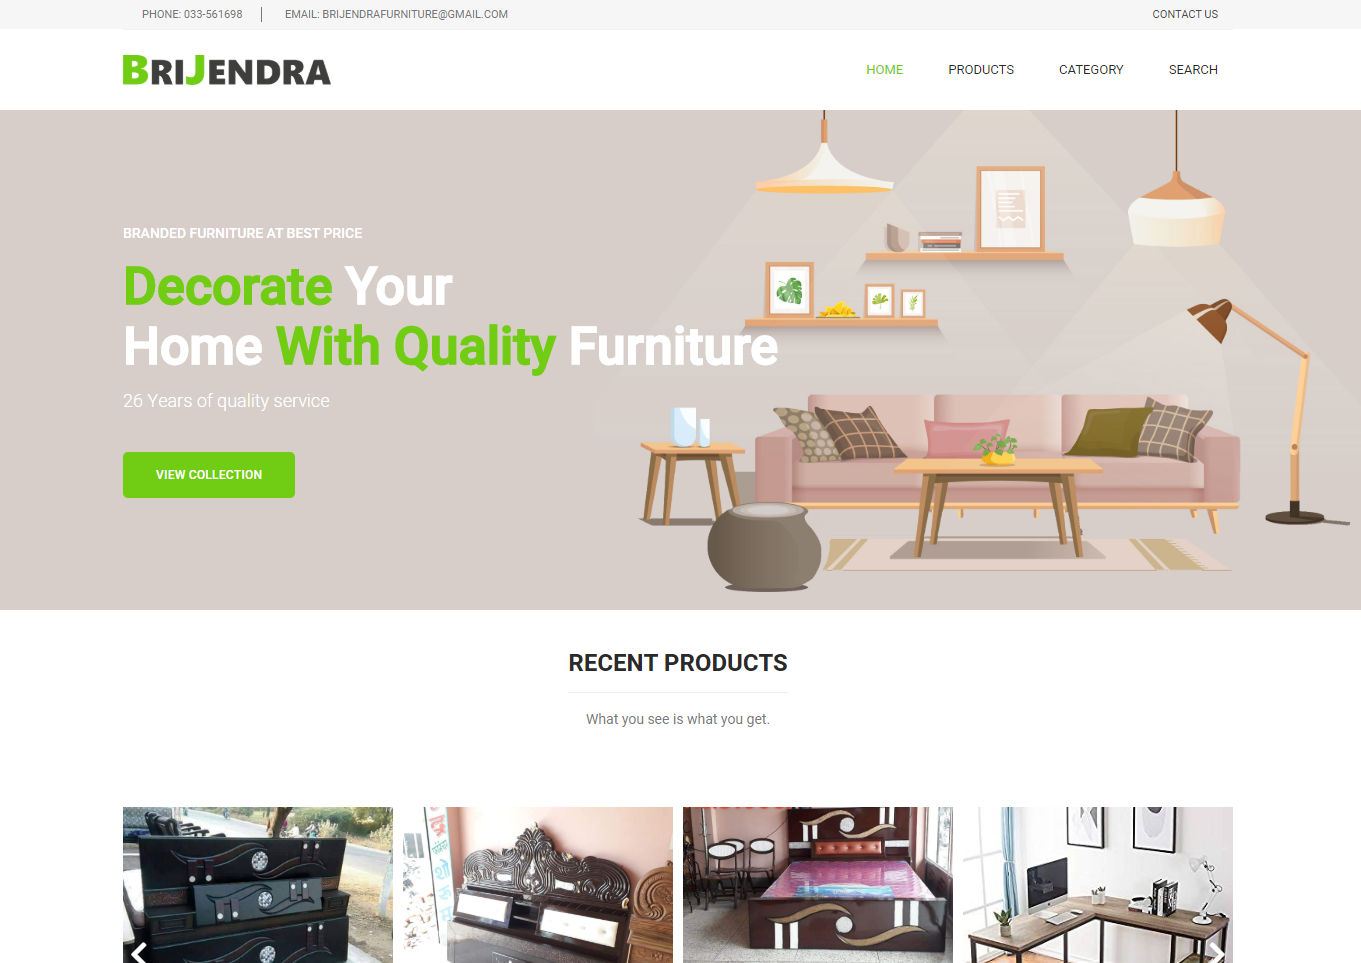 PHONE: 033-561698
EMAIL: BRIJENDRAFURNITURE@GMAIL.COM
CONTACT US
BRIJENDRA
HOME
PRODUCTS
CATEGORY
SEARCH
BRANDED FURNITURE AT BEST PRICE
Decorate Your
Home With Quality Furniture
26 Years of quality service
VIEW COLLECTION
RECENT PRODUCTS
What you see is what you get.